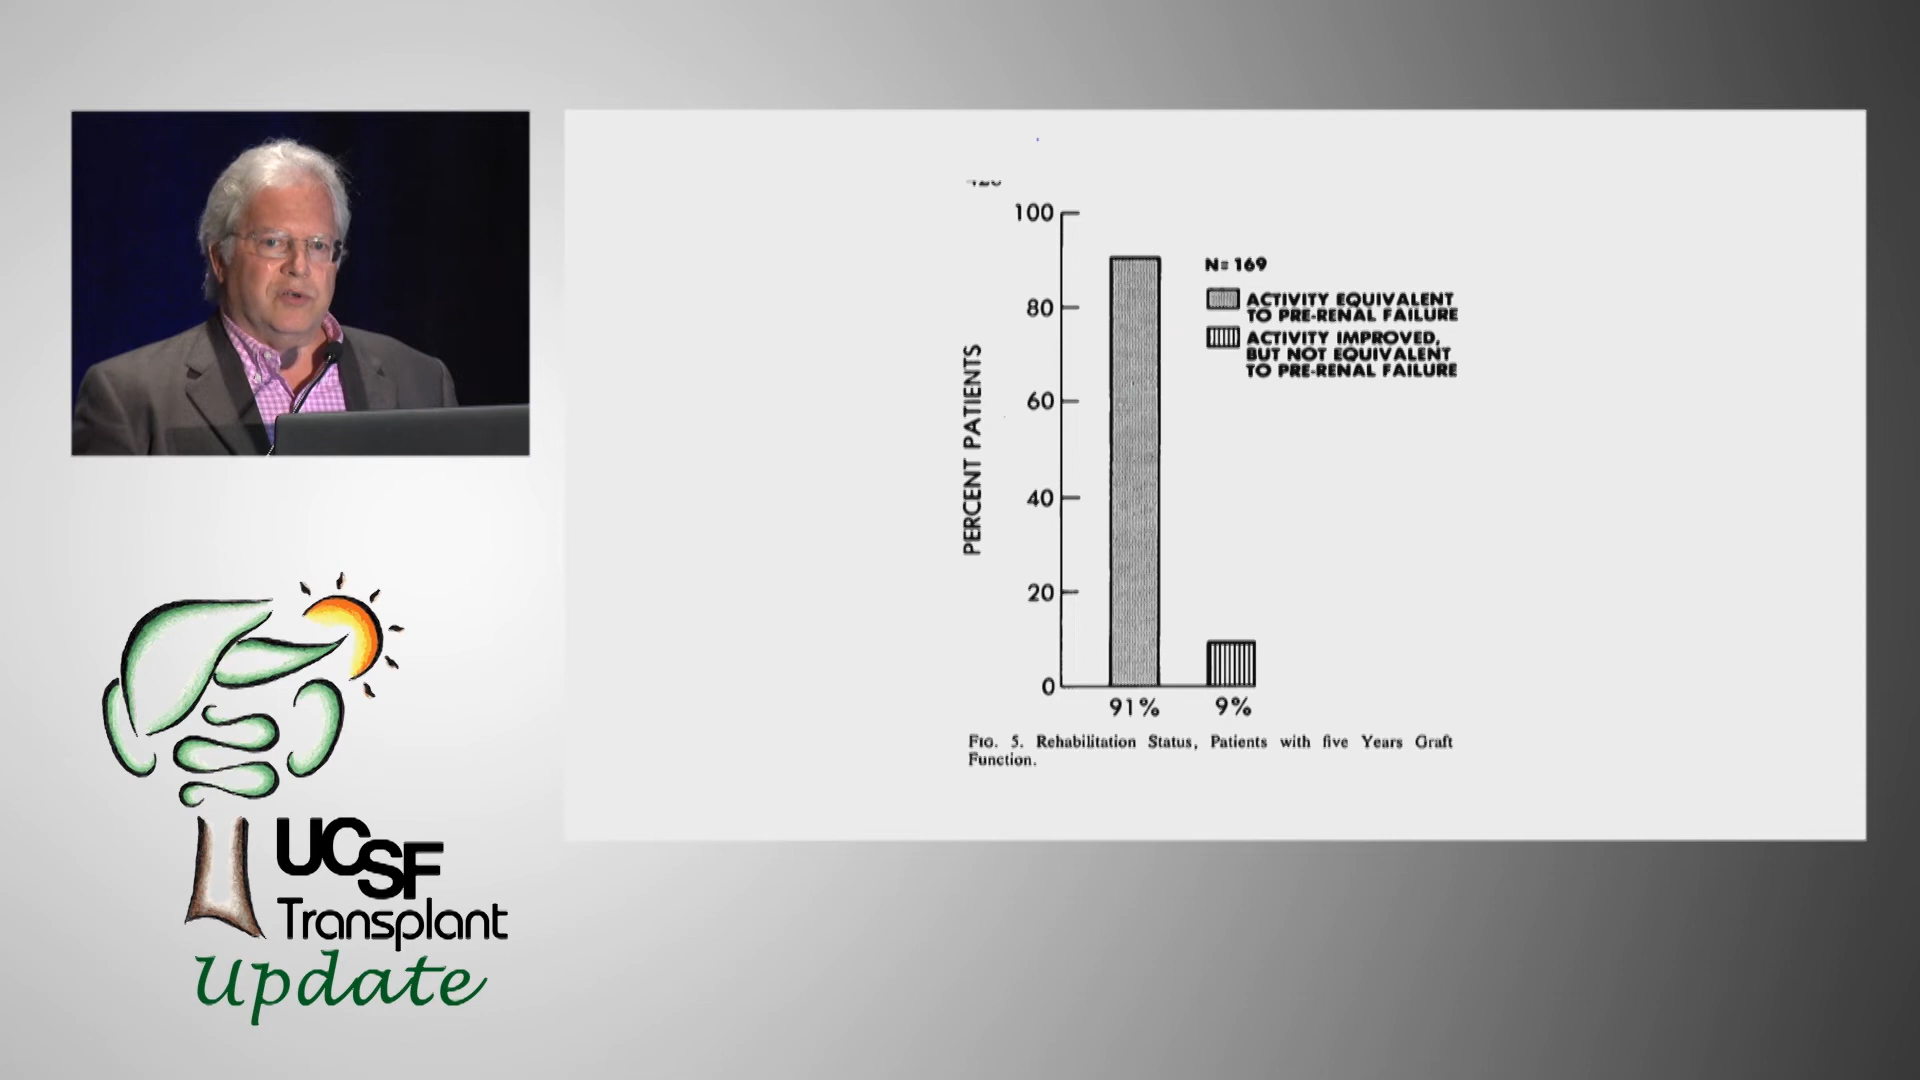 100
80
60
40
20
0
PERCENT PATIENTS
N= 169
ACTIVITY EQUIVALENT
TO PRE-RENAL FAILURE
ACTIVITY IMPROVED,
BUT NOT EQUIVALENT
TO PRE-RENAL FAILURE
91% 9%
FIG. 5. Rehabilitation Status, Patients with five Years Graft
Function.
UCSF
Transplant
Update